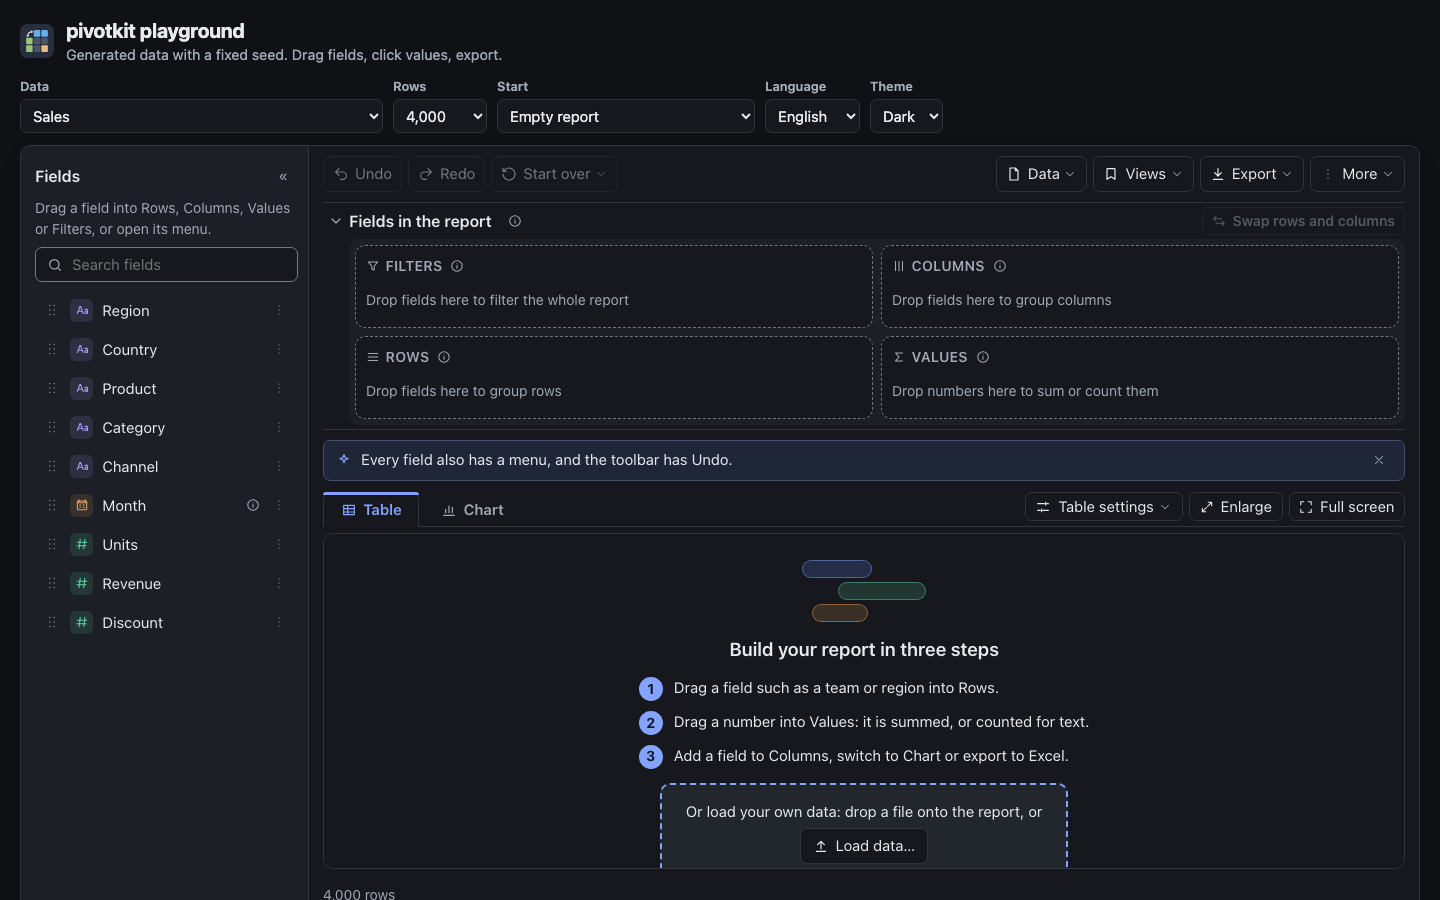 pivotkit playground
Generated data with a fixed seed. Drag fields, click values, export.
Data
Rows
Start
Language
Theme
Sales
4,000
Empty report
English
Dark
Fields
«
Drag a field into Rows, Columns, Values
or Filters, or open its menu.
Search fields
Aa Region
Aa Country
Aa Product
Aa Category
Aa Channel
Month
# Units
# Revenue
# Discount
Undo
Redo
Start over
Data
Views
Export
More
Fields in the report
Swap rows and columns
FILTERS
Drop fields here to filter the whole report
COLUMNS
Drop fields here to group columns
ROWS
Drop fields here to group rows
Σ VALUES
Drop numbers here to sum or count them
Every field also has a menu, and the toolbar has Undo.
Table
Chart
Table settings
Enlarge
Full screen
Build your report in three steps
1 Drag a field such as a team or region into Rows.
2 Drag a number into Values: it is summed, or counted for text.
3 Add a field to Columns, switch to Chart or export to Excel.
Or load your own data: drop a file onto the report, or
Load data...
4,000 rows